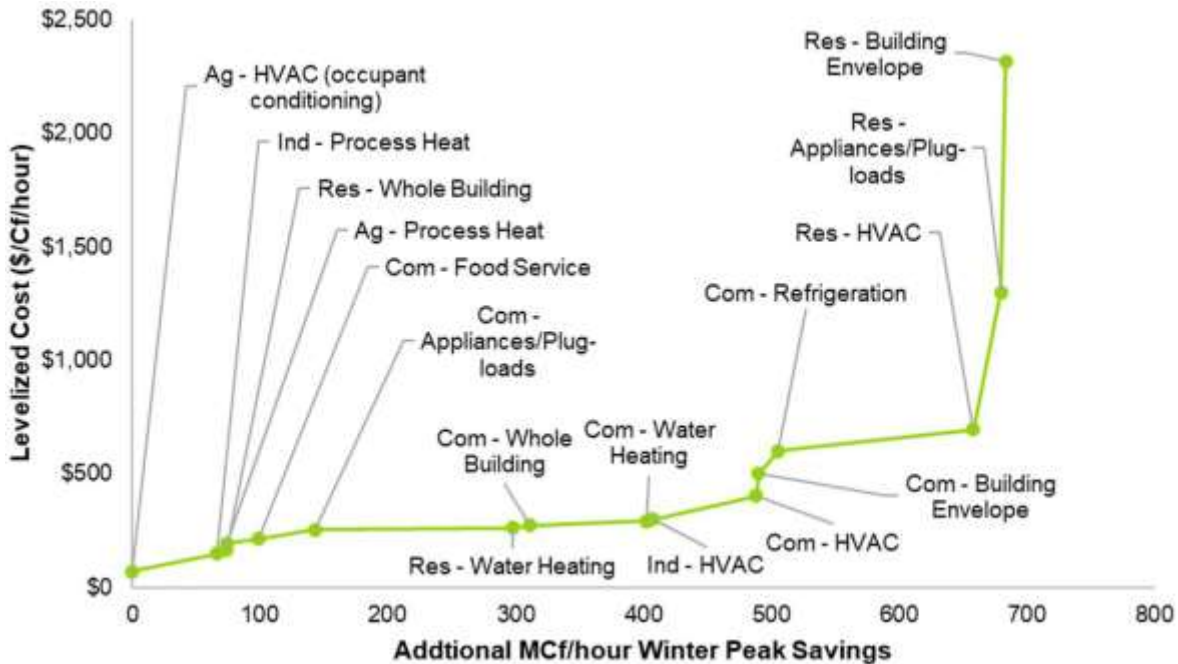 $2,500
$2,000
$1,500
$1,000
$500
$0
Levelized Cost ($/Cf/hour)
Ag - HVAC (occupant
conditioning)
Ind - Process Heat
Res - Whole Building
Ag - Process Heat
Com - Food Service
Com -
Appliances/Plug-
loads
Res - Water Heating
Com - Whole
Building
Com - Water
Heating
Ind - HVAC
Com - HVAC
Com - Building
Envelope
Com - Refrigeration
Res - HVAC
Res -
Appliances/Plug-
loads
Res - Building
Envelope
0 100 200 300 400 500 600 700 800
Addtional MCf/hour Winter Peak Savings